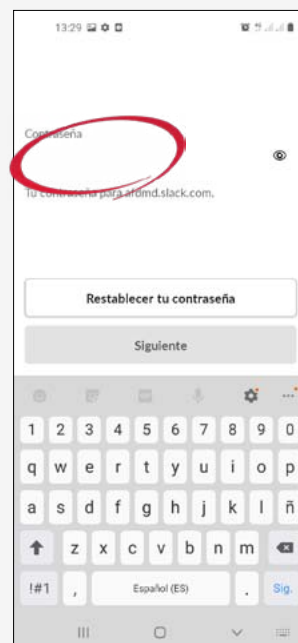 13:29
Contraseña
Tu contraseña para afomd.slack.com.
Restablecer tu contraseña
Siguiente
1 2 3 4 5 6 7 8 9 0
q w e r t y u i o p
a s d f g h j k l ñ
z x c v b n m
!#1 , Español (ES) . Sig.